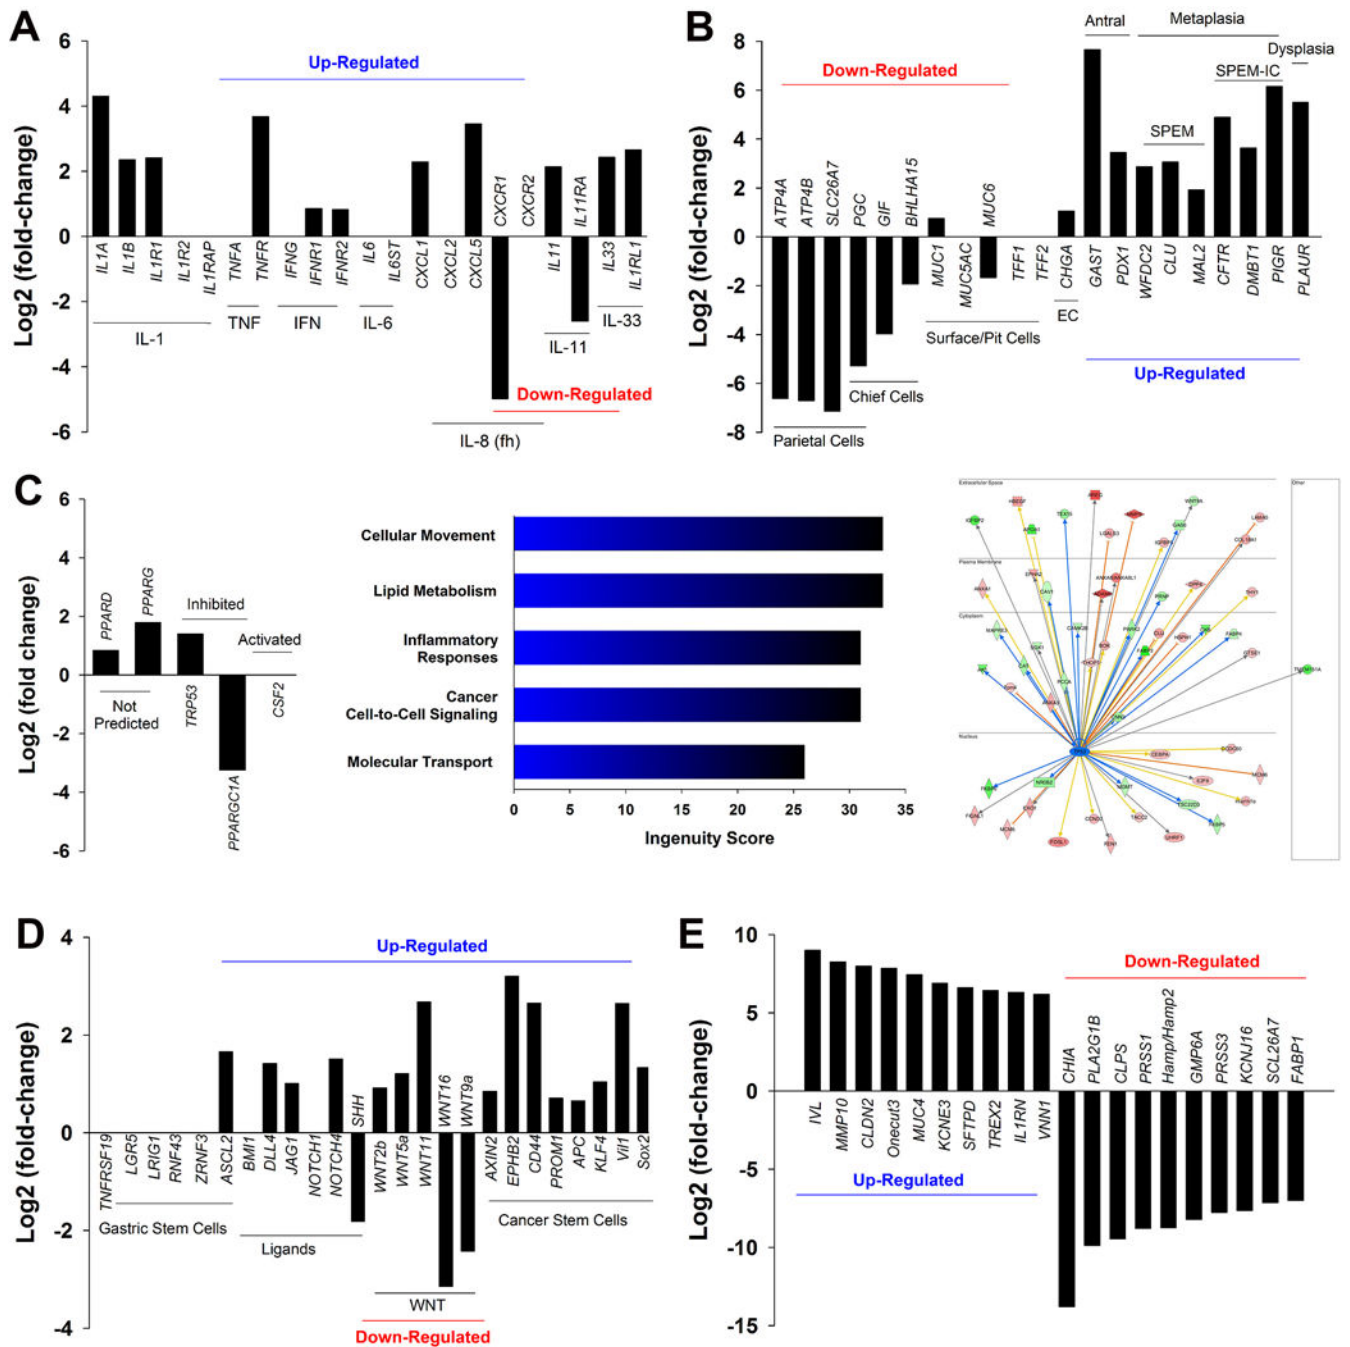 A
Log2 (fold-change)
6
4
2
0
-2
-4
-6
Up-Regulated
IL1A
IL1B
IL1R1
IL1R2
IL1RAP
TNFA
TNFR
IFNG
IFNR1
IFNR2
IL6
IL6ST
CXCL1
CXCL2
CXCL5
CXCR1
CXCR2
IL11
IL11RA
IL33
IL1RL1
IL-1
TNF
IFN
IL-6
IL-11
IL-33
Down-Regulated
IL-8 (fh)
B
Log2 (fold-change)
8
6
4
2
0
-2
-4
-6
-8
Antral
Metaplasia
Dysplasia
Down-Regulated
SPEM-IC
SPEM
ATP4A
ATP4B
SLC26A7
PGC
GIF
BHLHA15
MUC1
MUC5AC
MUC6
TFF1
TFF2
CHGA
GAST
PDX1
WFDC2
CLU
MAL2
CFTR
DMBT1
PIGR
PLAUR
EC
Surface/Pit Cells
Up-Regulated
Chief Cells
Parietal Cells
C
Log2 (fold change)
6
4
2
0
-2
-4
-6
PPARD
PPARG
Inhibited
Activated
Not
Predicted
TRP53
PPARGC1A
CSF2
Cellular Movement
Lipid Metabolism
Inflammatory
Responses
Cancer
Cell-to-Cell Signaling
Molecular Transport
0
5
10
15
20
25
30
35
Ingenuity Score
Extracellular Space
Other
Plasma Membrane
Cytoplasm
Nucleus
D
Log2 (fold-change)
4
2
0
-2
-4
Up-Regulated
TNFRSF19
LGR5
LRIG1
RNF43
ZRNF3
ASCL2
BMI1
DLL4
JAG1
NOTCH1
NOTCH4
SHH
WNT2b
WNT5a
WNT11
WNT16
WNT9a
AXIN2
EPHB2
CD44
PROM1
APC
KLF4
Vil1
Sox2
Gastric Stem Cells
Ligands
Cancer Stem Cells
WNT
Down-Regulated
E
Log2 (fold-change)
10
5
0
-5
-10
-15
Down-Regulated
IVL
MMP10
CLDN2
Onecut3
MUC4
KCNE3
SFTPD
TREX2
IL1RN
VNN1
CHIA
PLA2G1B
CLPS
PRSS1
Hamp/Hamp2
GMP6A
PRSS3
KCNJ16
SCL26A7
FABP1
Up-Regulated